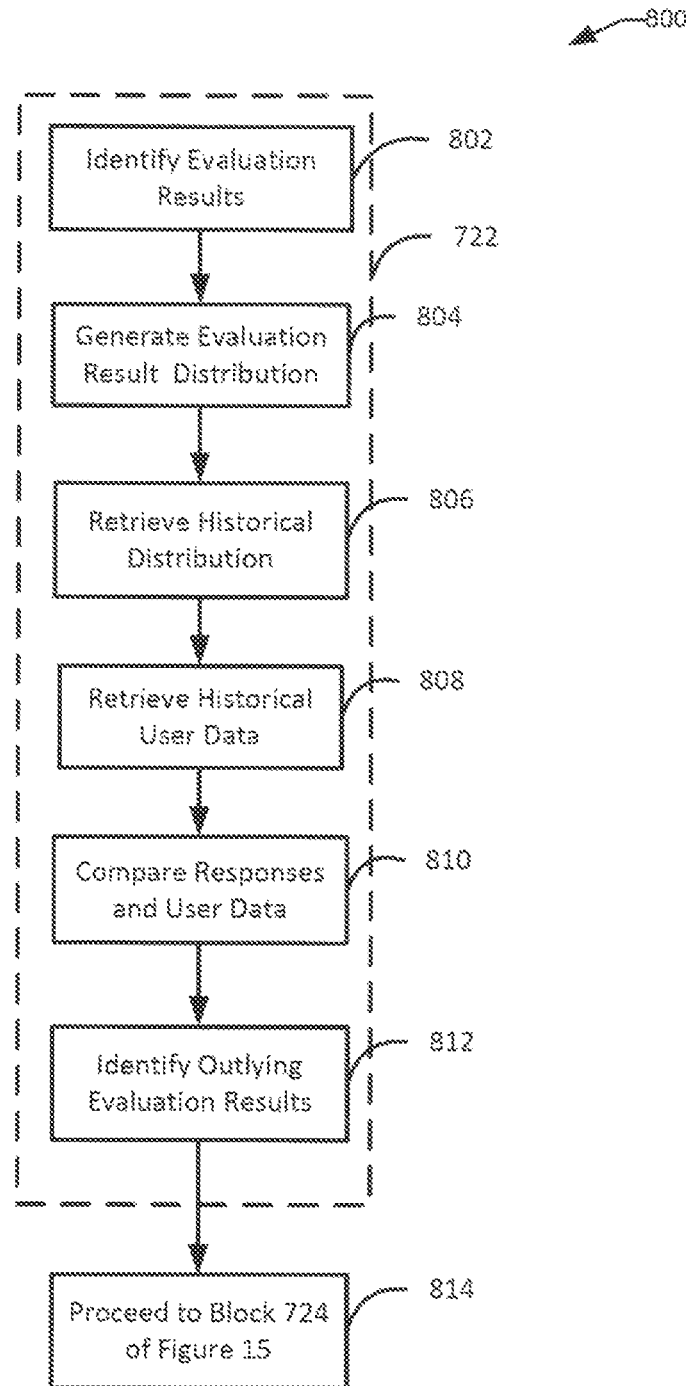 800
Identify Evaluation
Results
802
722
Generate Evaluation
Result Distribution
804
Retrieve Historical
Distribution
806
Retrieve Historical
User Data
808
Compare Responses
and User Data
810
Identify Outlying
Evaluation Results
812
Proceed to Block 724
of Figure 15
814